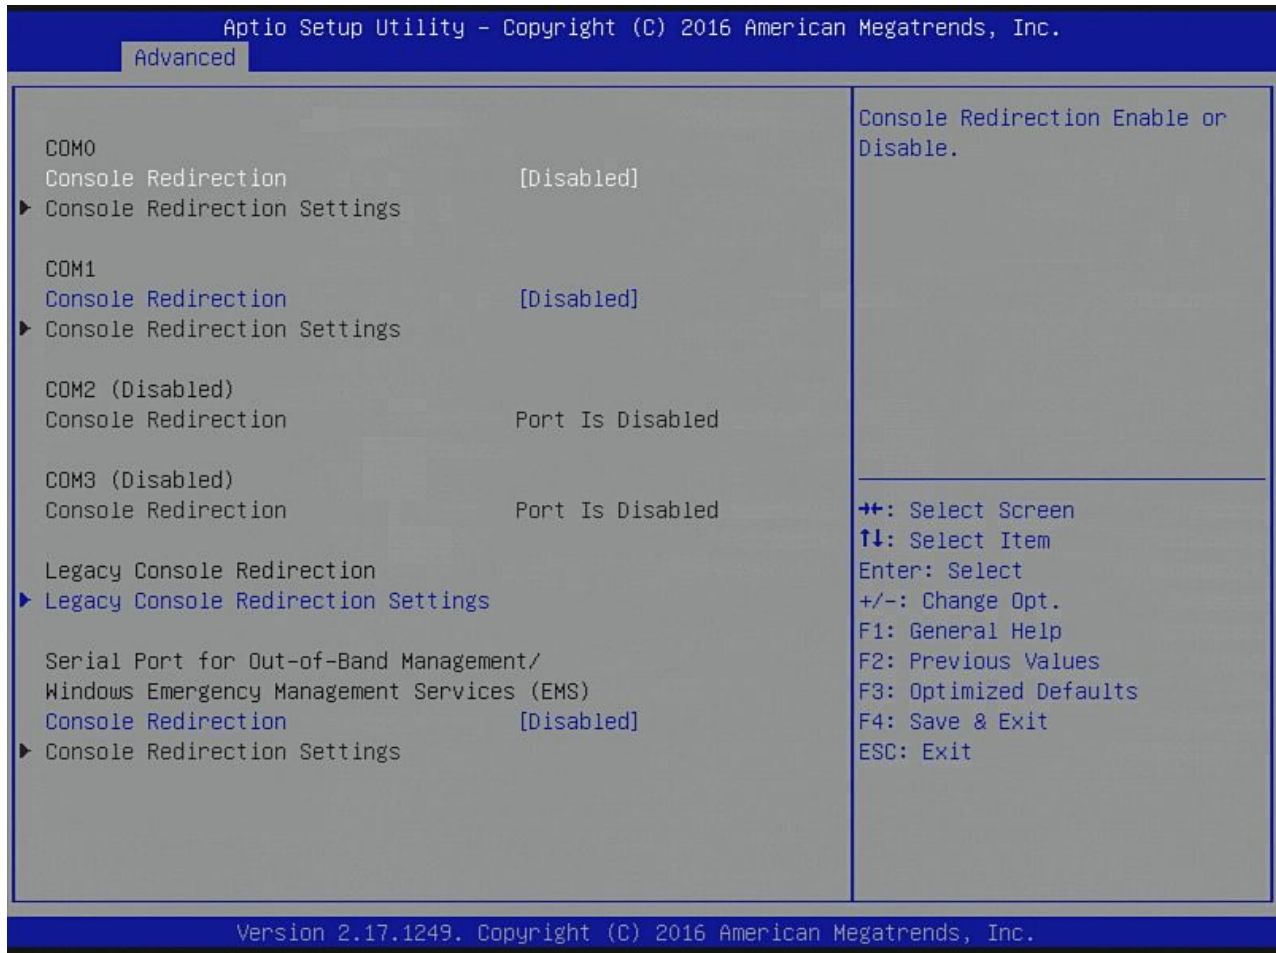 Aptio Setup Utility – Copyright (C) 2016 American Megatrends, Inc.
Advanced
COM0
Console Redirection [Disabled]
▶ Console Redirection Settings
COM1
Console Redirection [Disabled]
▶ Console Redirection Settings
COM2 (Disabled)
Console Redirection Port Is Disabled
COM3 (Disabled)
Console Redirection Port Is Disabled
Legacy Console Redirection
▶ Legacy Console Redirection Settings
Serial Port for Out-of-Band Management/
Windows Emergency Management Services (EMS)
Console Redirection [Disabled]
▶ Console Redirection Settings
Console Redirection Enable or
Disable.
→←: Select Screen
↑↓: Select Item
Enter: Select
+/-: Change Opt.
F1: General Help
F2: Previous Values
F3: Optimized Defaults
F4: Save & Exit
ESC: Exit
Version 2.17.1249. Copyright (C) 2016 American Megatrends, Inc.